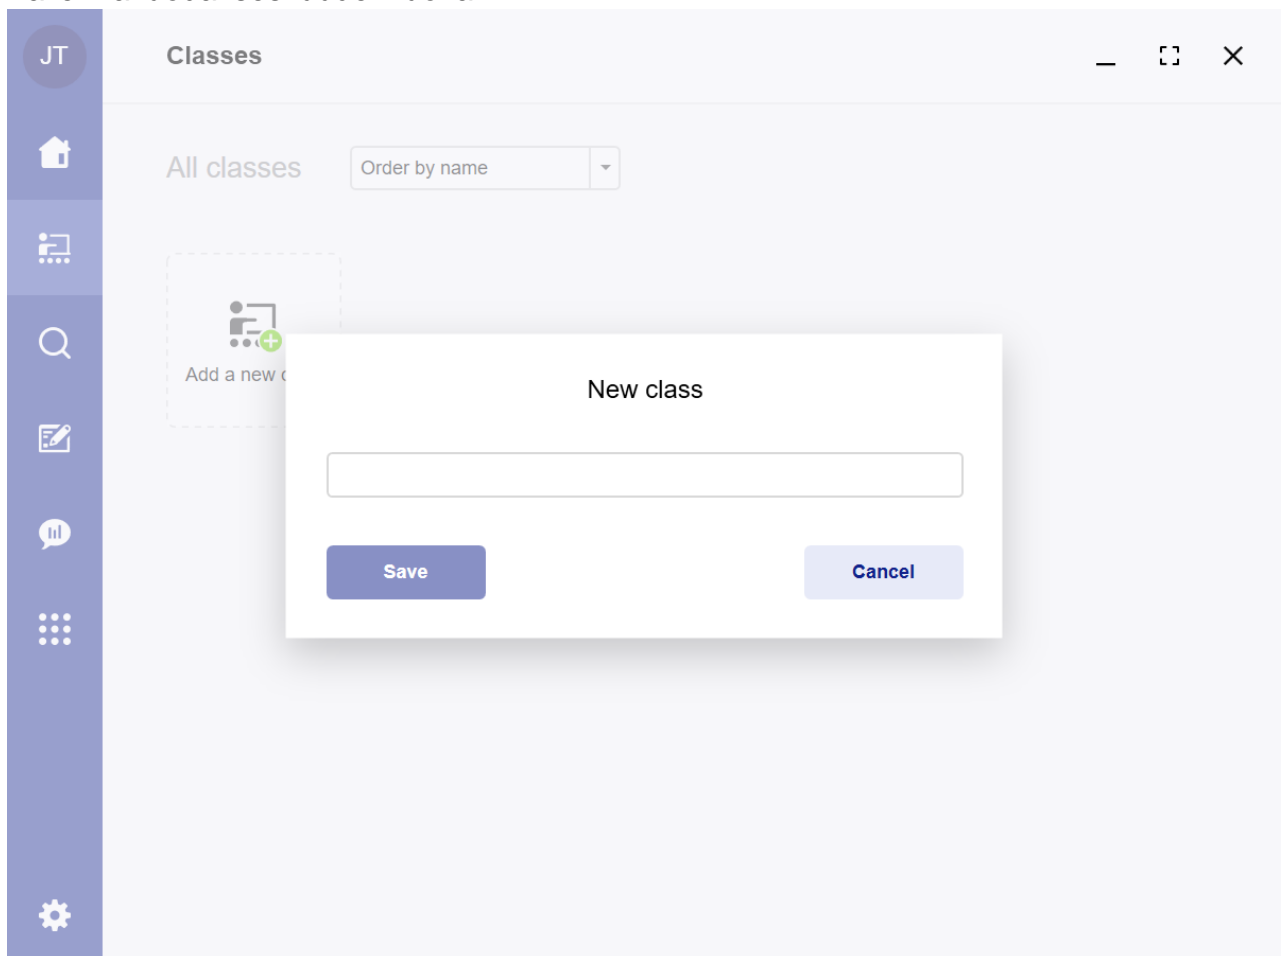 JT
Classes
All classes
Order by name
Add a new
New class
Save
Cancel